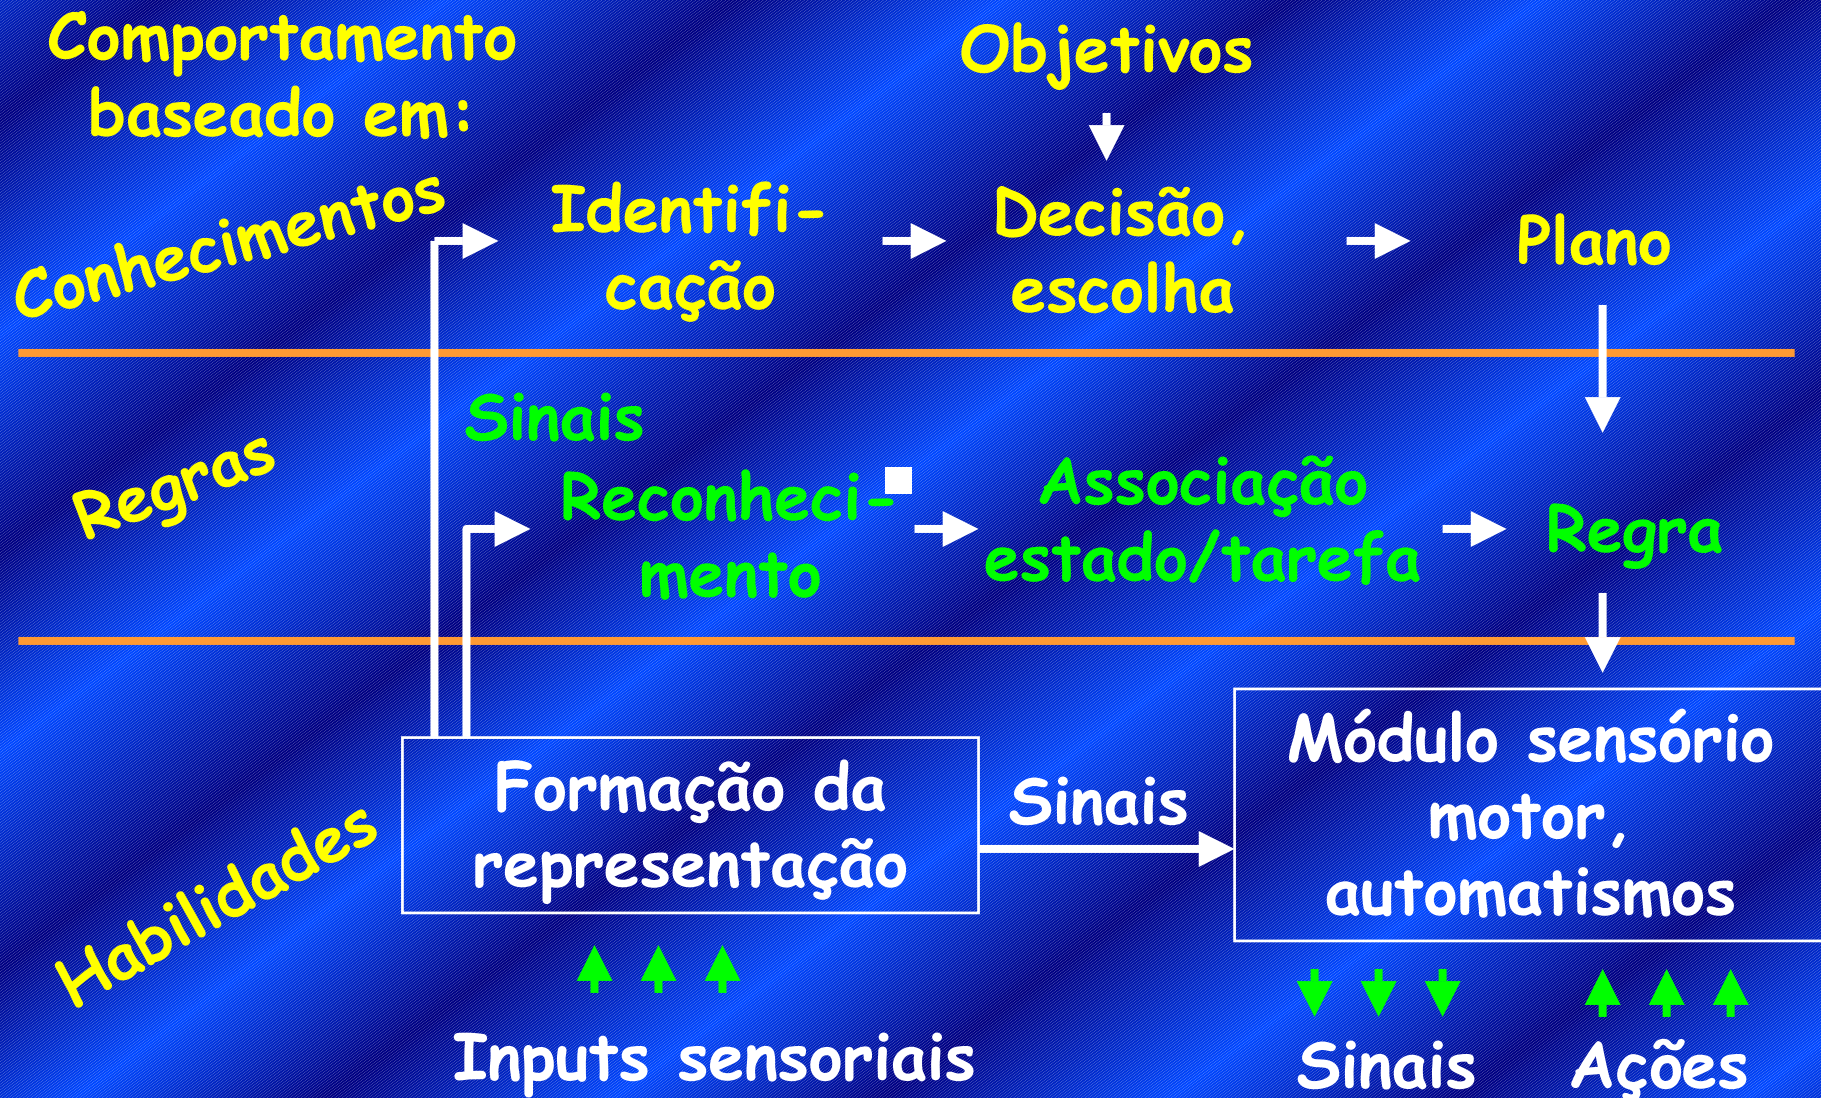 Comportamento
baseado em:
Objetivos
Conhecimentos
Identifi-
cação
Decisão,
escolha
Plano
Regras
Sinais
Reconheci-
mento
Associação
estado/tarefa
Regra
Habilidades
Formação da
representação
Sinais
Módulo sensório
motor,
automatismos
Inputs sensoriais
Sinais
Ações